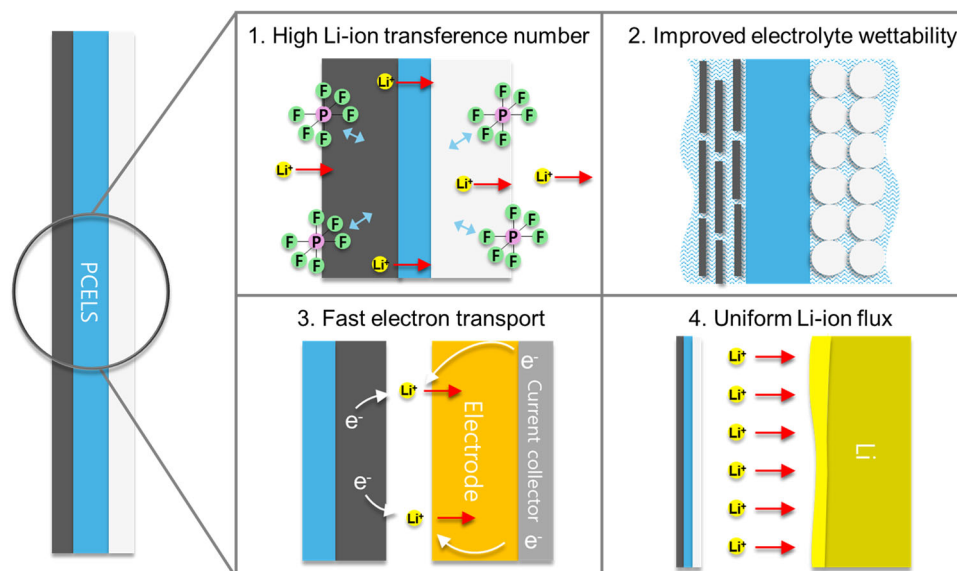 PCELS
1. High Li-ion transference number
Li⁺
F F F P F F F
F F F P F F F
Li⁺
Li⁺
Li⁺
F F F P F F F
F F F P F F F
Li⁺
2. Improved electrolyte wettability
3. Fast electron transport
e⁻
Li⁺
e⁻
Li⁺
Electrode
Current collector
e⁻
e⁻
4. Uniform Li-ion flux
Li⁺
Li⁺
Li⁺
Li⁺
Li⁺
Li⁺
Li